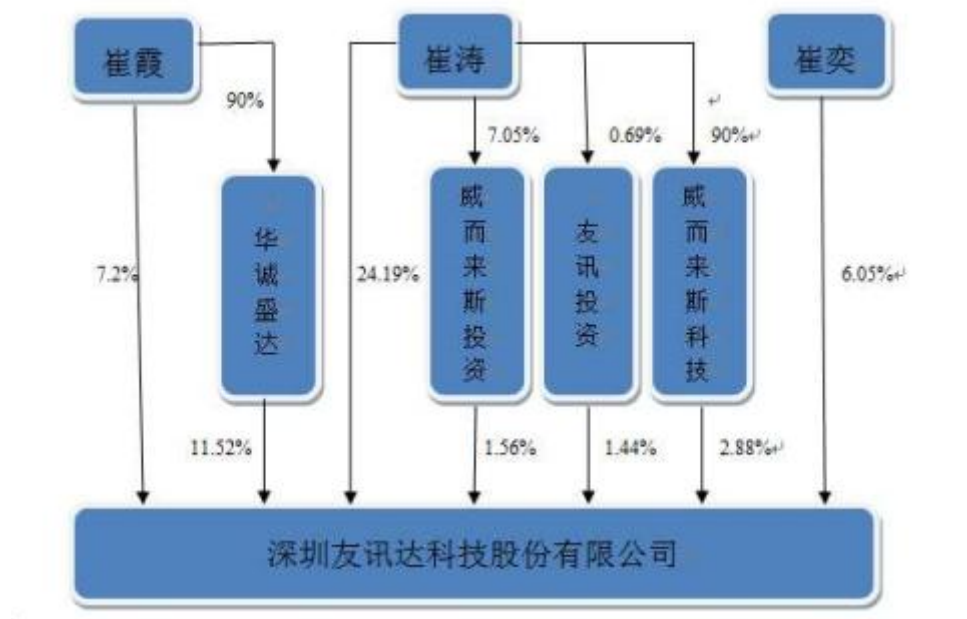 崔霞
崔涛
崔奕
90%
7.05%
0.69%
90%
华诚盛达
威而来斯投资
友讯投资
威而来斯科技
7.2%
24.19%
6.05%
11.52%
1.56%
1.44%
2.88%
深圳友讯达科技股份有限公司